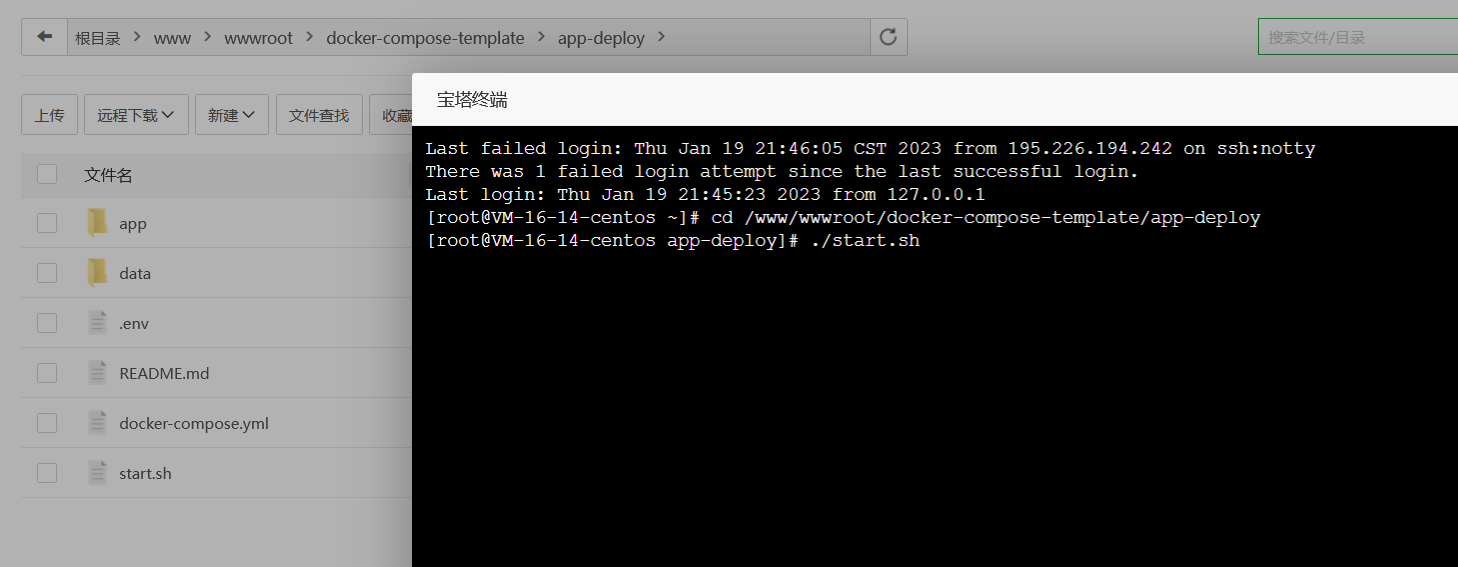 根目录 > www > wwwroot > docker-compose-template > app-deploy >
搜索文件/目录
上传 远程下载 新建 文件查找 收藏
文件名
app
data
.env
README.md
docker-compose.yml
start.sh
宝塔终端
Last failed login: Thu Jan 19 21:46:05 CST 2023 from 195.226.194.242 on ssh:notty
There was 1 failed login attempt since the last successful login.
Last login: Thu Jan 19 21:45:23 2023 from 127.0.0.1
[root@VM-16-14-centos ~]# cd /www/wwwroot/docker-compose-template/app-deploy
[root@VM-16-14-centos app-deploy]# ./start.sh